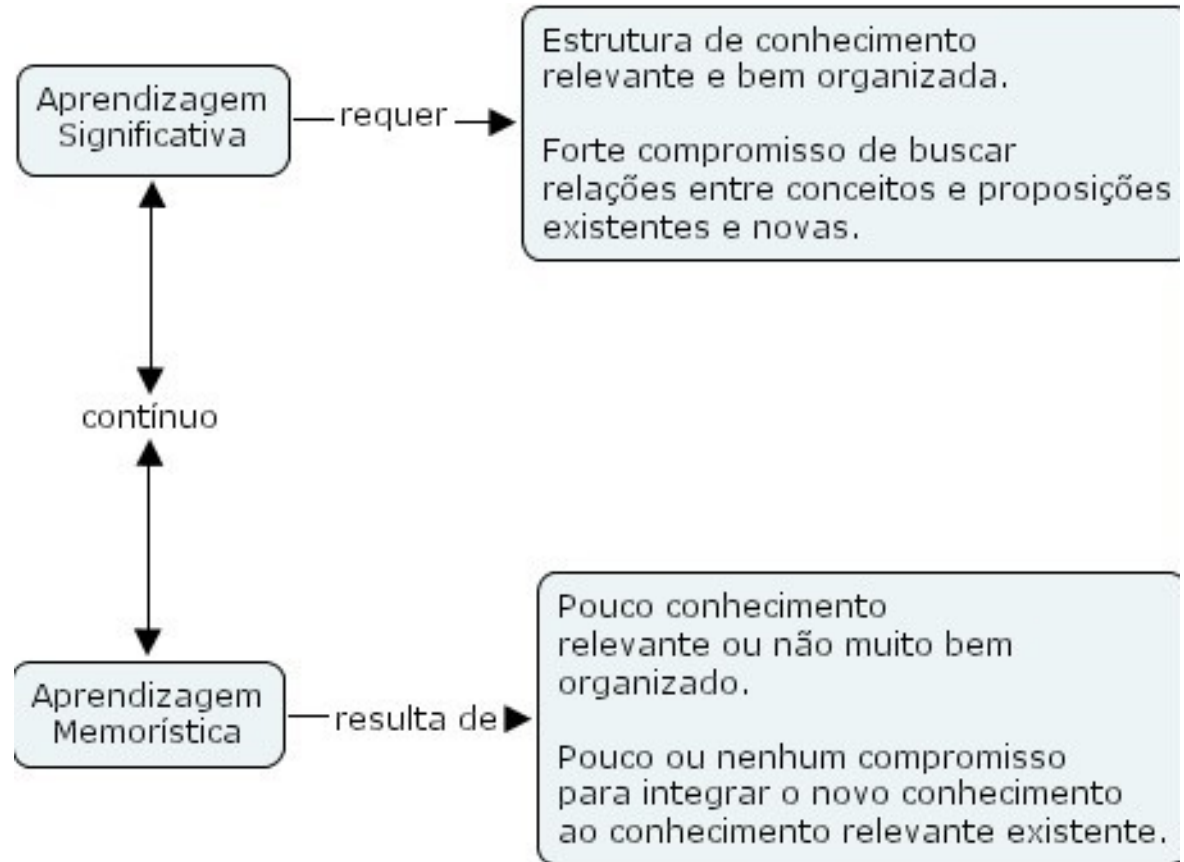 Aprendizagem
Significativa
requer
Estrutura de conhecimento
relevante e bem organizada.
Forte compromisso de buscar
relações entre conceitos e proposições
existentes e novas.
contínuo
Aprendizagem
Memorística
resulta de
Pouco conhecimento
relevante ou não muito bem
organizado.
Pouco ou nenhum compromisso
para integrar o novo conhecimento
ao conhecimento relevante existente.